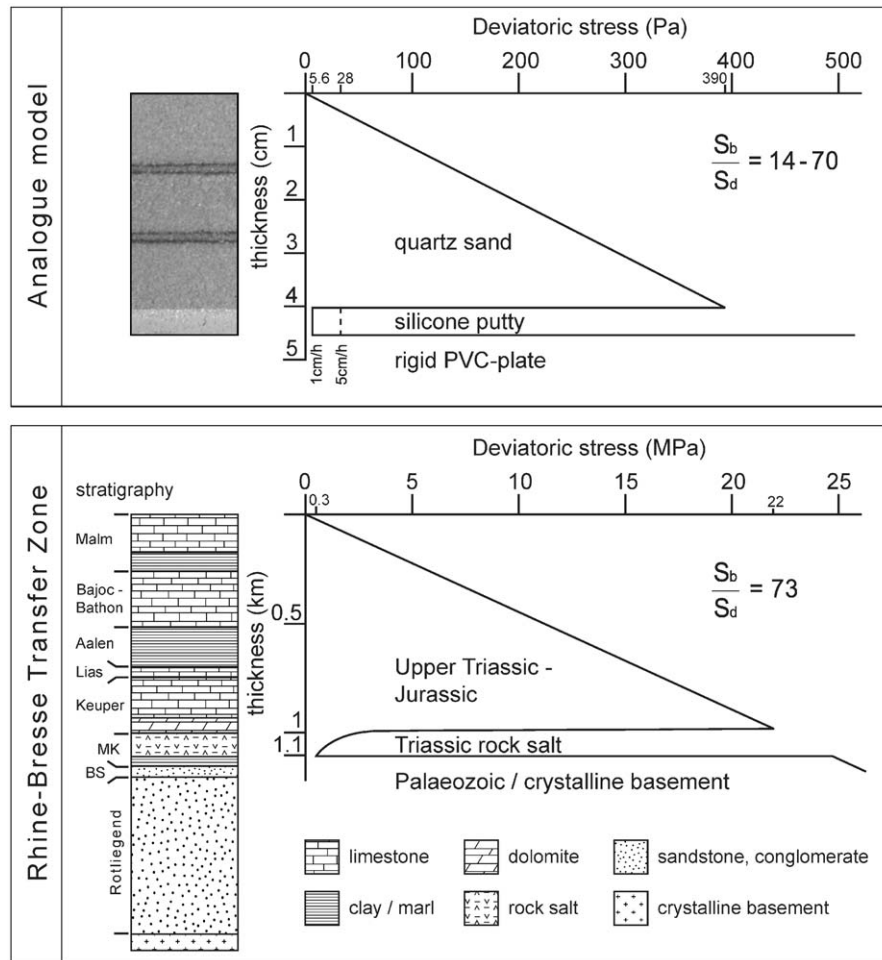 Analogue model
Deviatoric stress (Pa)
0 100 200 300 400 500
5.6 28 390
thickness (cm)
1
2
3
4
5
quartz sand
silicone putty
rigid PVC-plate
1cm/h
5cm/h
Sb
Sd = 14 - 70
Rhine-Bresse Transfer Zone
Deviatoric stress (MPa)
0 5 10 15 20 25
0.3 22
stratigraphy
Malm
Bajoc -
Bathon
Aalen
Lias
Keuper
MK
BS
Rotliegend
thickness (km)
0.5
1
1.1
Sb
Sd = 73
Upper Triassic -
Jurassic
Triassic rock salt
Palaeozoic / crystalline basement
limestone dolomite sandstone, conglomerate
clay / marl rock salt crystalline basement